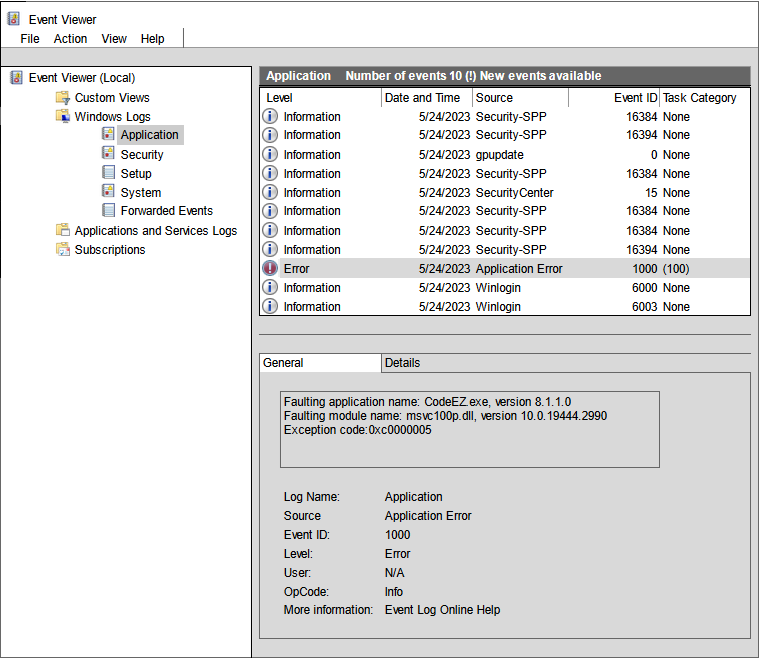 Event Viewer
File Action View Help
Event Viewer (Local)
Custom Views
Windows Logs
Application
Security
Setup
System
Forwarded Events
Applications and Services Logs
Subscriptions
Application Number of events 10 (!) New events available
Level Date and Time Source Event ID Task Category
Information 5/24/2023 Security-SPP 16384 None
Information 5/24/2023 Security-SPP 16394 None
Information 5/24/2023 gpupdate 0 None
Information 5/24/2023 Security-SPP 16384 None
Information 5/24/2023 SecurityCenter 15 None
Information 5/24/2023 Security-SPP 16384 None
Information 5/24/2023 Security-SPP 16384 None
Information 5/24/2023 Security-SPP 16394 None
Error 5/24/2023 Application Error 1000 (100)
Information 5/24/2023 Winlogin 6000 None
Information 5/24/2023 Winlogin 6003 None
General Details
Faulting application name: CodeEZ.exe, version 8.1.1.0
Faulting module name: msvc100p.dll, version 10.0.19444.2990
Exception code:0xc0000005
Log Name: Application
Source Application Error
Event ID: 1000
Level: Error
User: N/A
OpCode: Info
More information: Event Log Online Help